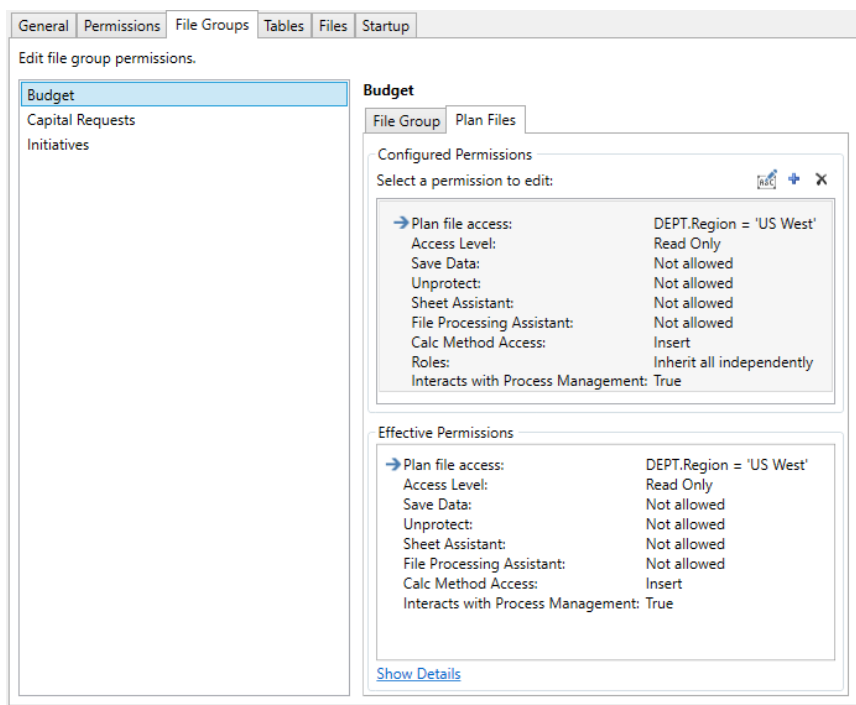 General Permissions File Groups Tables Files Startup
Edit file group permissions.
Budget
Capital Requests
Initiatives
Budget
File Group Plan Files
Configured Permissions
Select a permission to edit:
ABC
Plan file access: DEPT.Region = 'US West'
Access Level: Read Only
Save Data: Not allowed
Unprotect: Not allowed
Sheet Assistant: Not allowed
File Processing Assistant: Not allowed
Calc Method Access: Insert
Roles: Inherit all independently
Interacts with Process Management: True
Effective Permissions
Plan file access: DEPT.Region = 'US West'
Access Level: Read Only
Save Data: Not allowed
Unprotect: Not allowed
Sheet Assistant: Not allowed
File Processing Assistant: Not allowed
Calc Method Access: Insert
Interacts with Process Management: True
Show Details